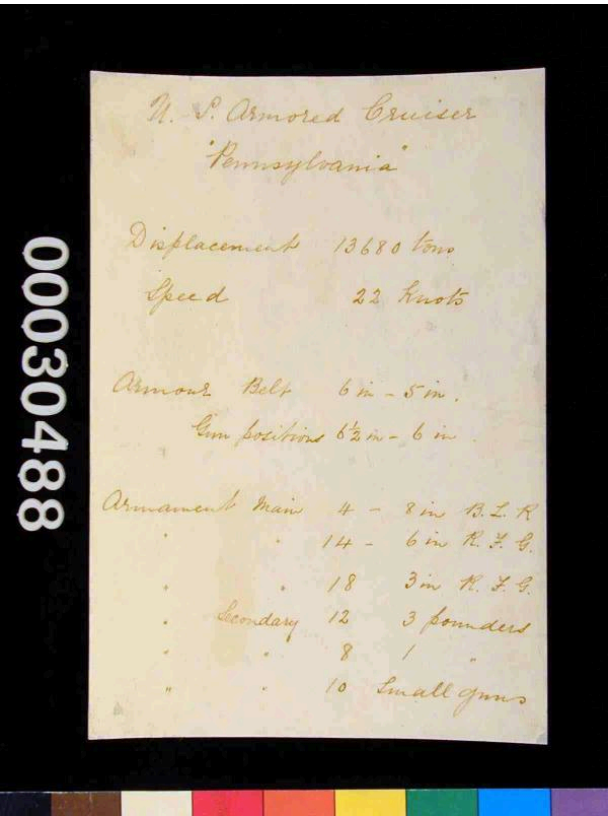 U. S. Armored Cruiser
"Pennsylvania"
Displacement 13680 tons
Speed 22 Knots
Armour Belt 6 in - 5 in.
Gun positions 6½ in - 6 in
Armament Main 4 - 8 in B. L. R
" " 14 - 6 in R. F. G.
" " 18 3 in R. F. G.
" Secondary 12 3 pounders
" " 8 1 "
" " 10 Small guns
00030488